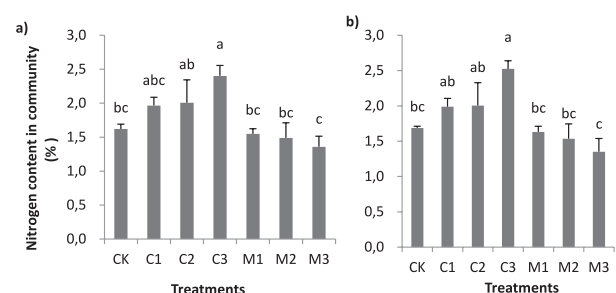 a)
Nitrogen content in community
(%)
3,0
2,5
2,0
1,5
1,0
0,5
0,0
bc
abc
ab
a
bc
bc
c
CK C1 C2 C3 M1 M2 M3
Treatments
b)
3,0
2,5
2,0
1,5
1,0
0,5
0,0
bc
ab
ab
a
bc
bc
c
CK C1 C2 C3 M1 M2 M3
Treatments